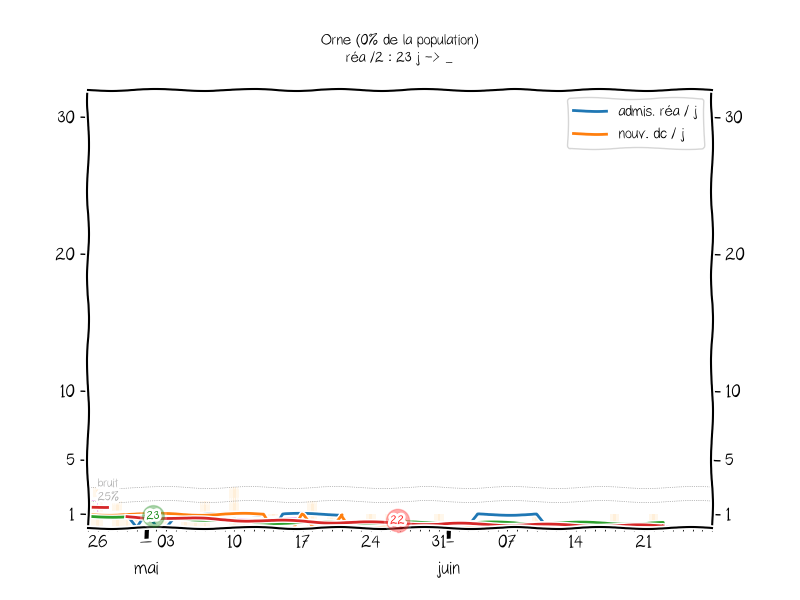 Orne (0% de la population)
réa /2 : 23 j -> _
admis. réa / j
nouv. dc / j
30 30
20 20
10 10
5 5
bruit
25%
1 23 22 1
26 03 10 17 24 31 07 14 21
mai juin